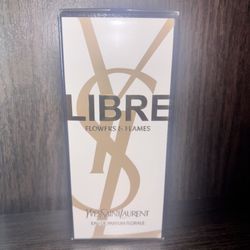 LIBRE
FLOWERS & FLAMES
YVESSAINTLAURENT
EAU DE PARFUM FLORALE